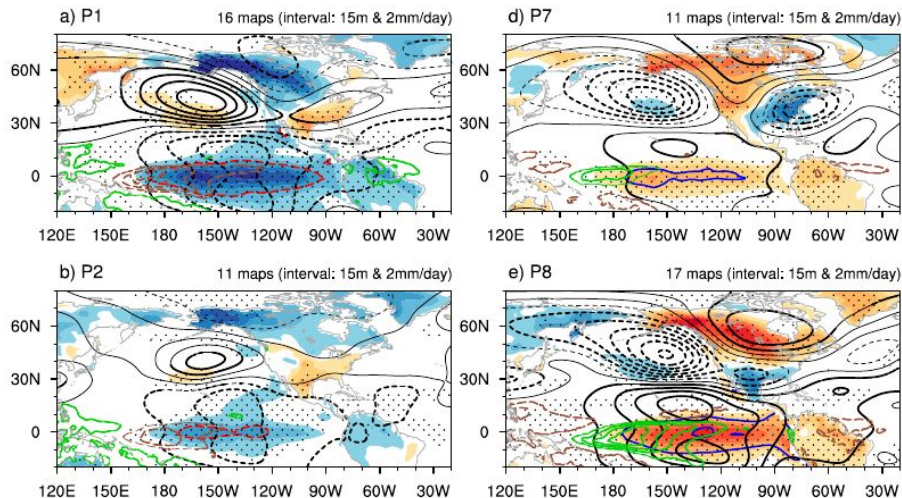 a) P1 16 maps (interval: 15m & 2mm/day)
60N
30N
0
120E 150E 180 150W 120W 90W 60W 30W
d) P7 11 maps (interval: 15m & 2mm/day)
60N
30N
0
120E 150E 180 150W 120W 90W 60W 30W
b) P2 11 maps (interval: 15m & 2mm/day)
60N
30N
0
120E 150E 180 150W 120W 90W 60W 30W
e) P8 17 maps (interval: 15m & 2mm/day)
60N
30N
0
120E 150E 180 150W 120W 90W 60W 30W